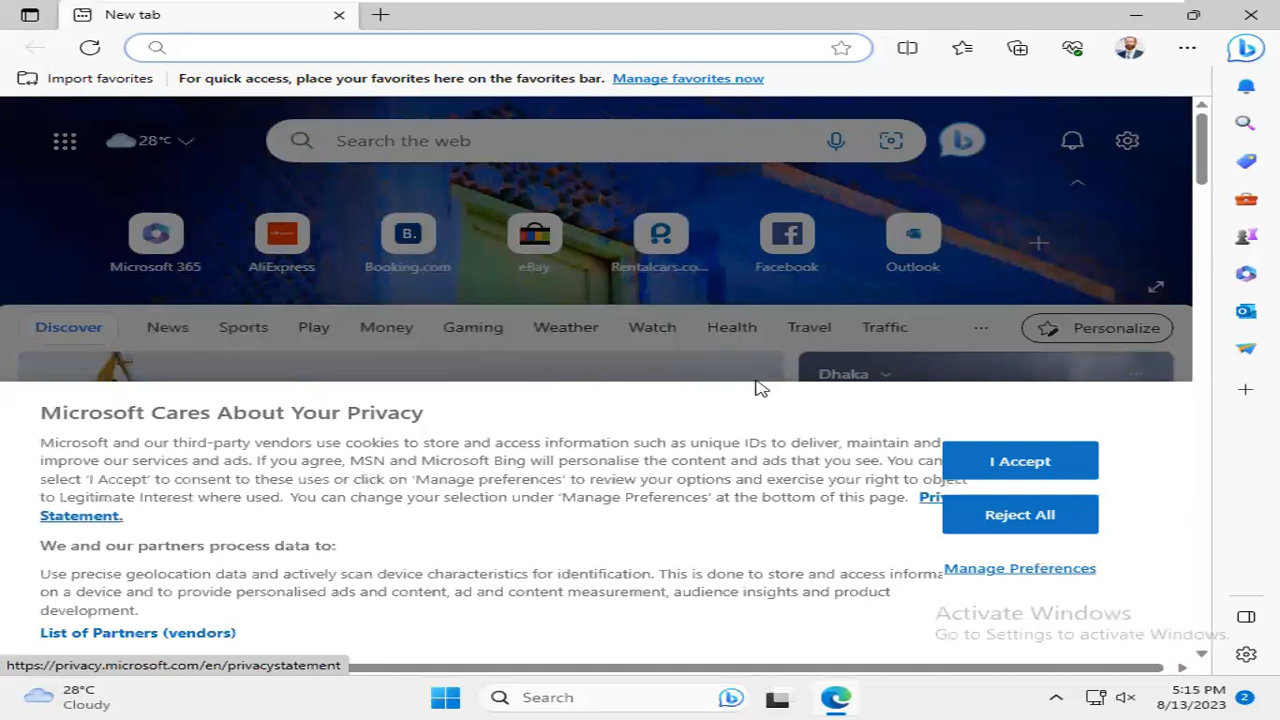 New tab
Import favorites
For quick access, place your favorites here on the favorites bar. Manage favorites now
28°C
Search the web
Microsoft 365
AliExpress
B.
Booking.com
eBay
Rentalcars.co...
Facebook
Outlook
Discover
News
Sports
Play
Money
Gaming
Weather
Watch
Health
Travel
Traffic
...
Personalize
Dhaka
Microsoft Cares About Your Privacy
Microsoft and our third-party vendors use cookies to store and access information such as unique IDs to deliver, maintain and
improve our services and ads. If you agree, MSN and Microsoft Bing will personalise the content and ads that you see. You can
select 'I Accept' to consent to these uses or click on 'Manage preferences' to review your options and exercise your right to object
to Legitimate Interest where used. You can change your selection under 'Manage Preferences' at the bottom of this page. Priv
Statement.
I Accept
Reject All
Manage Preferences
We and our partners process data to:
Use precise geolocation data and actively scan device characteristics for identification. This is done to store and access informa
on a device and to provide personalised ads and content, ad and content measurement, audience insights and product
development.
List of Partners (vendors)
Activate Windows
Go to Settings to activate Windows.
https://privacy.microsoft.com/en/privacystatement
28°C
Cloudy
Search
5:15 PM
8/13/2023
2